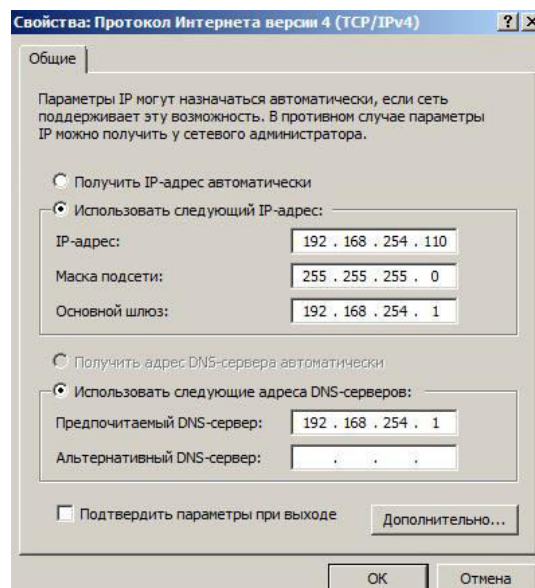 Свойства: Протокол Интернета версии 4 (TCP/IPv4)
Общие
Параметры IP могут назначаться автоматически, если сеть
поддерживает эту возможность. В противном случае параметры
IP можно получить у сетевого администратора.
Получить IP-адрес автоматически
Использовать следующий IP-адрес:
IP-адрес: 192 . 168 . 254 . 110
Маска подсети: 255 . 255 . 255 . 0
Основной шлюз: 192 . 168 . 254 . 1
Получить адрес DNS-сервера автоматически
Использовать следующие адреса DNS-серверов:
Предпочитаемый DNS-сервер: 192 . 168 . 254 . 1
Альтернативный DNS-сервер: . . .
Подтвердить параметры при выходе Дополнительно...
OK Отмена